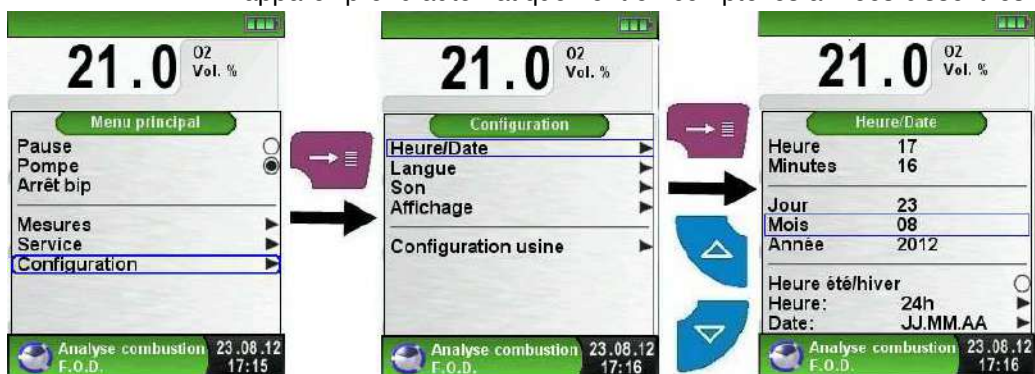 21.0 O2
Vol. %
Menu principal
Pause
Pompe
Arrêt bip
Mesures
Service
Configuration
Analyse combustion 23.08.12
F.O.D. 17:15
21.0 O2
Vol. %
Configuration
Heure/Date
Langue
Son
Affichage
Configuration usine
Analyse combustion 23.08.12
F.O.D. 17:16
21.0 O2
Vol. %
Heure/Date
Heure 17
Minutes 16
Jour 23
Mois 08
Année 2012
Heure été/hiver
Heure: 24h
Date: JJ.MM.AA
Analyse combustion 23.08.12
F.O.D. 17:16